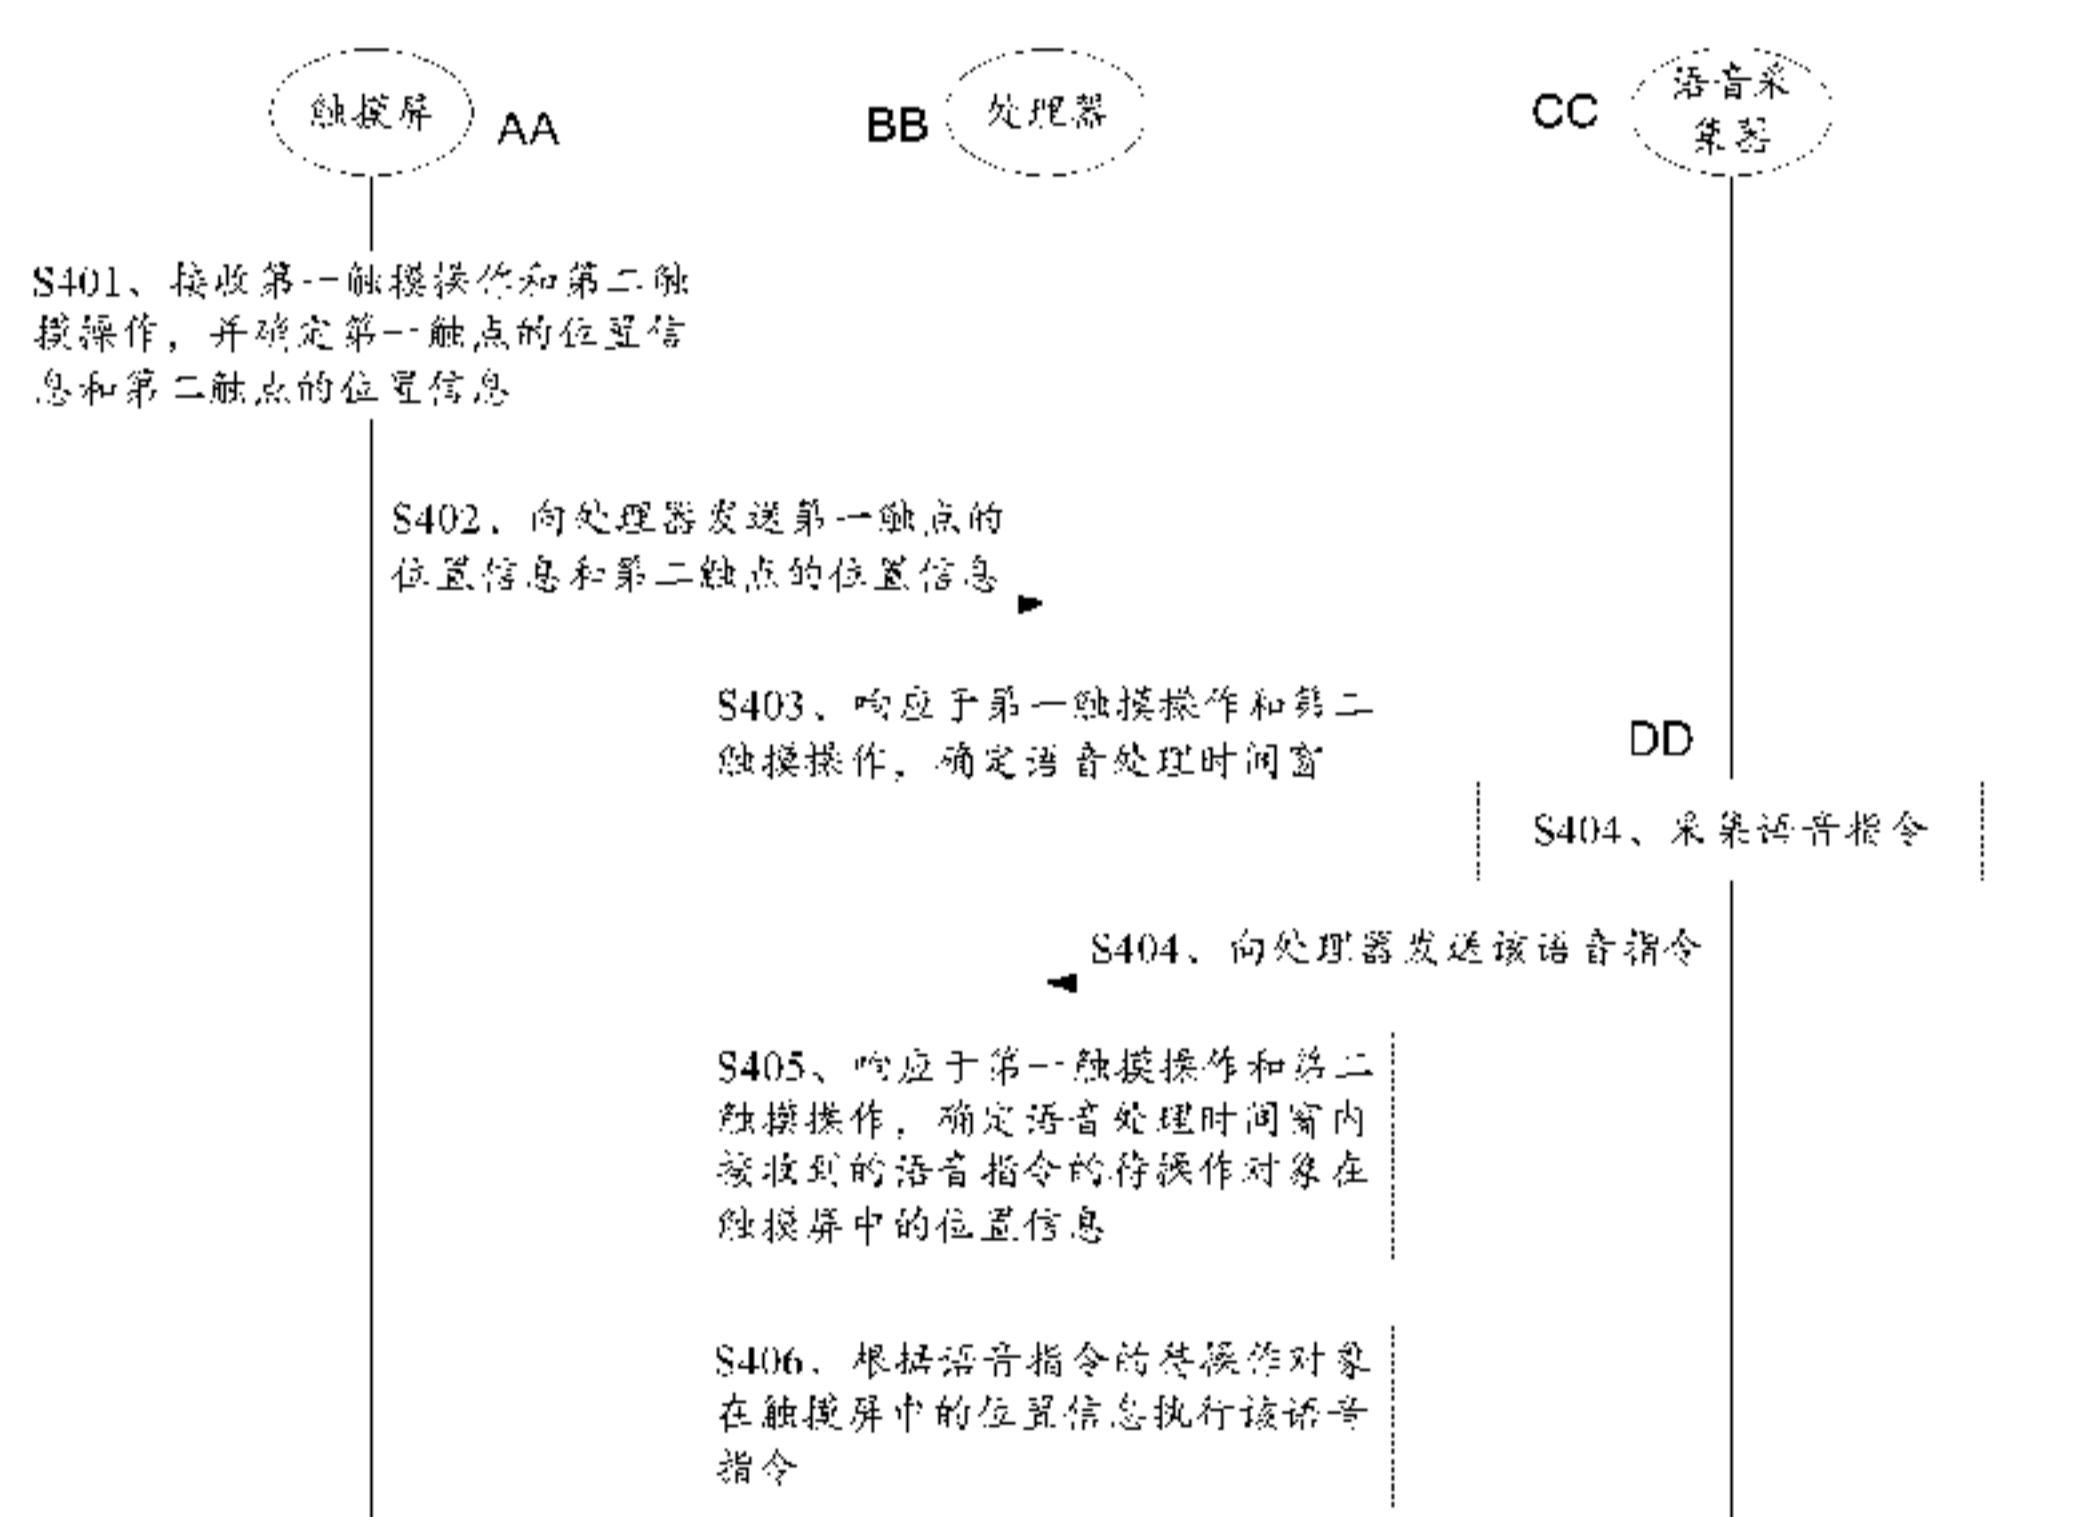 触摸屏
AA
BB
处理器
CC
语音采
集器
S401、接收第一触摸操作和第二触
摸操作，并确定第一触点的位置信
息和第二触点的位置信息
S402、向处理器发送第一触点的
位置信息和第二触点的位置信息
S403、响应于第一触摸操作和第二
触摸操作，确定语音处理时间窗
DD
S404、采集语音指令
S404、向处理器发送该语音指令
S405、响应于第一触摸操作和第二
触摸操作，确定语音处理时间窗内
接收到的语音指令的待操作对象在
触摸屏中的位置信息
S406、根据语音指令的待操作对象
在触摸屏中的位置信息执行该语音
指令